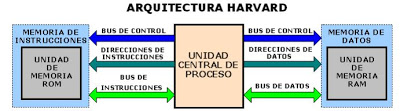 ARQUITECTURA HARVARD
MEMORIA DE
INSTRUCCIONES
UNIDAD
DE
MEMORIA
ROM
BUS DE CONTROL
DIRECCIONES DE
INSTRUCCIONES
BUS DE
INSTRUCCIONES
UNIDAD
CENTRAL DE
PROCESO
BUS DE CONTROL
DIRECCIONES DE
DATOS
BUS DE DATOS
MEMORIA DE
DATOS
UNIDAD
DE
MEMORIA
RAM